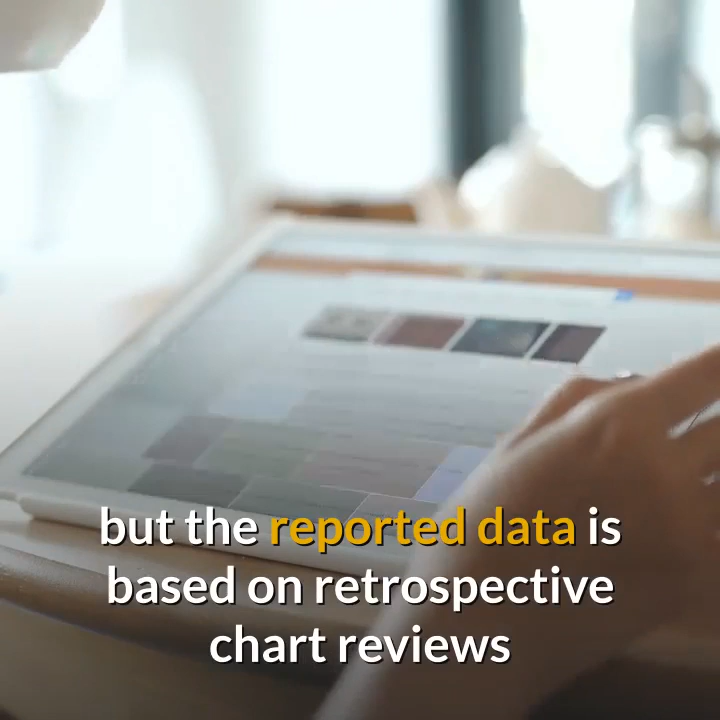 but the reported data is
based on retrospective
chart reviews